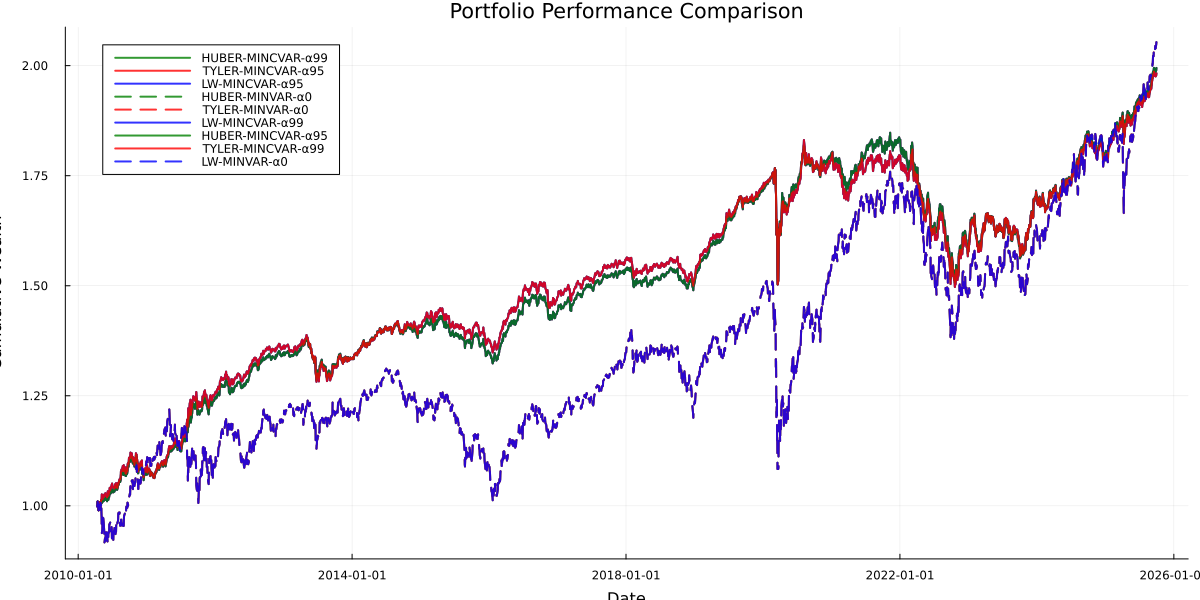 Portfolio Performance Comparison
HUBER-MINCVAR-α99
TYLER-MINCVAR-α95
LW-MINCVAR-α95
HUBER-MINVAR-α0
TYLER-MINVAR-α0
LW-MINCVAR-α99
HUBER-MINCVAR-α95
TYLER-MINCVAR-α99
LW-MINVAR-α0
2.00
1.75
1.50
1.25
1.00
2010-01-01
2014-01-01
2018-01-01
2022-01-01
2026-01-0
Date